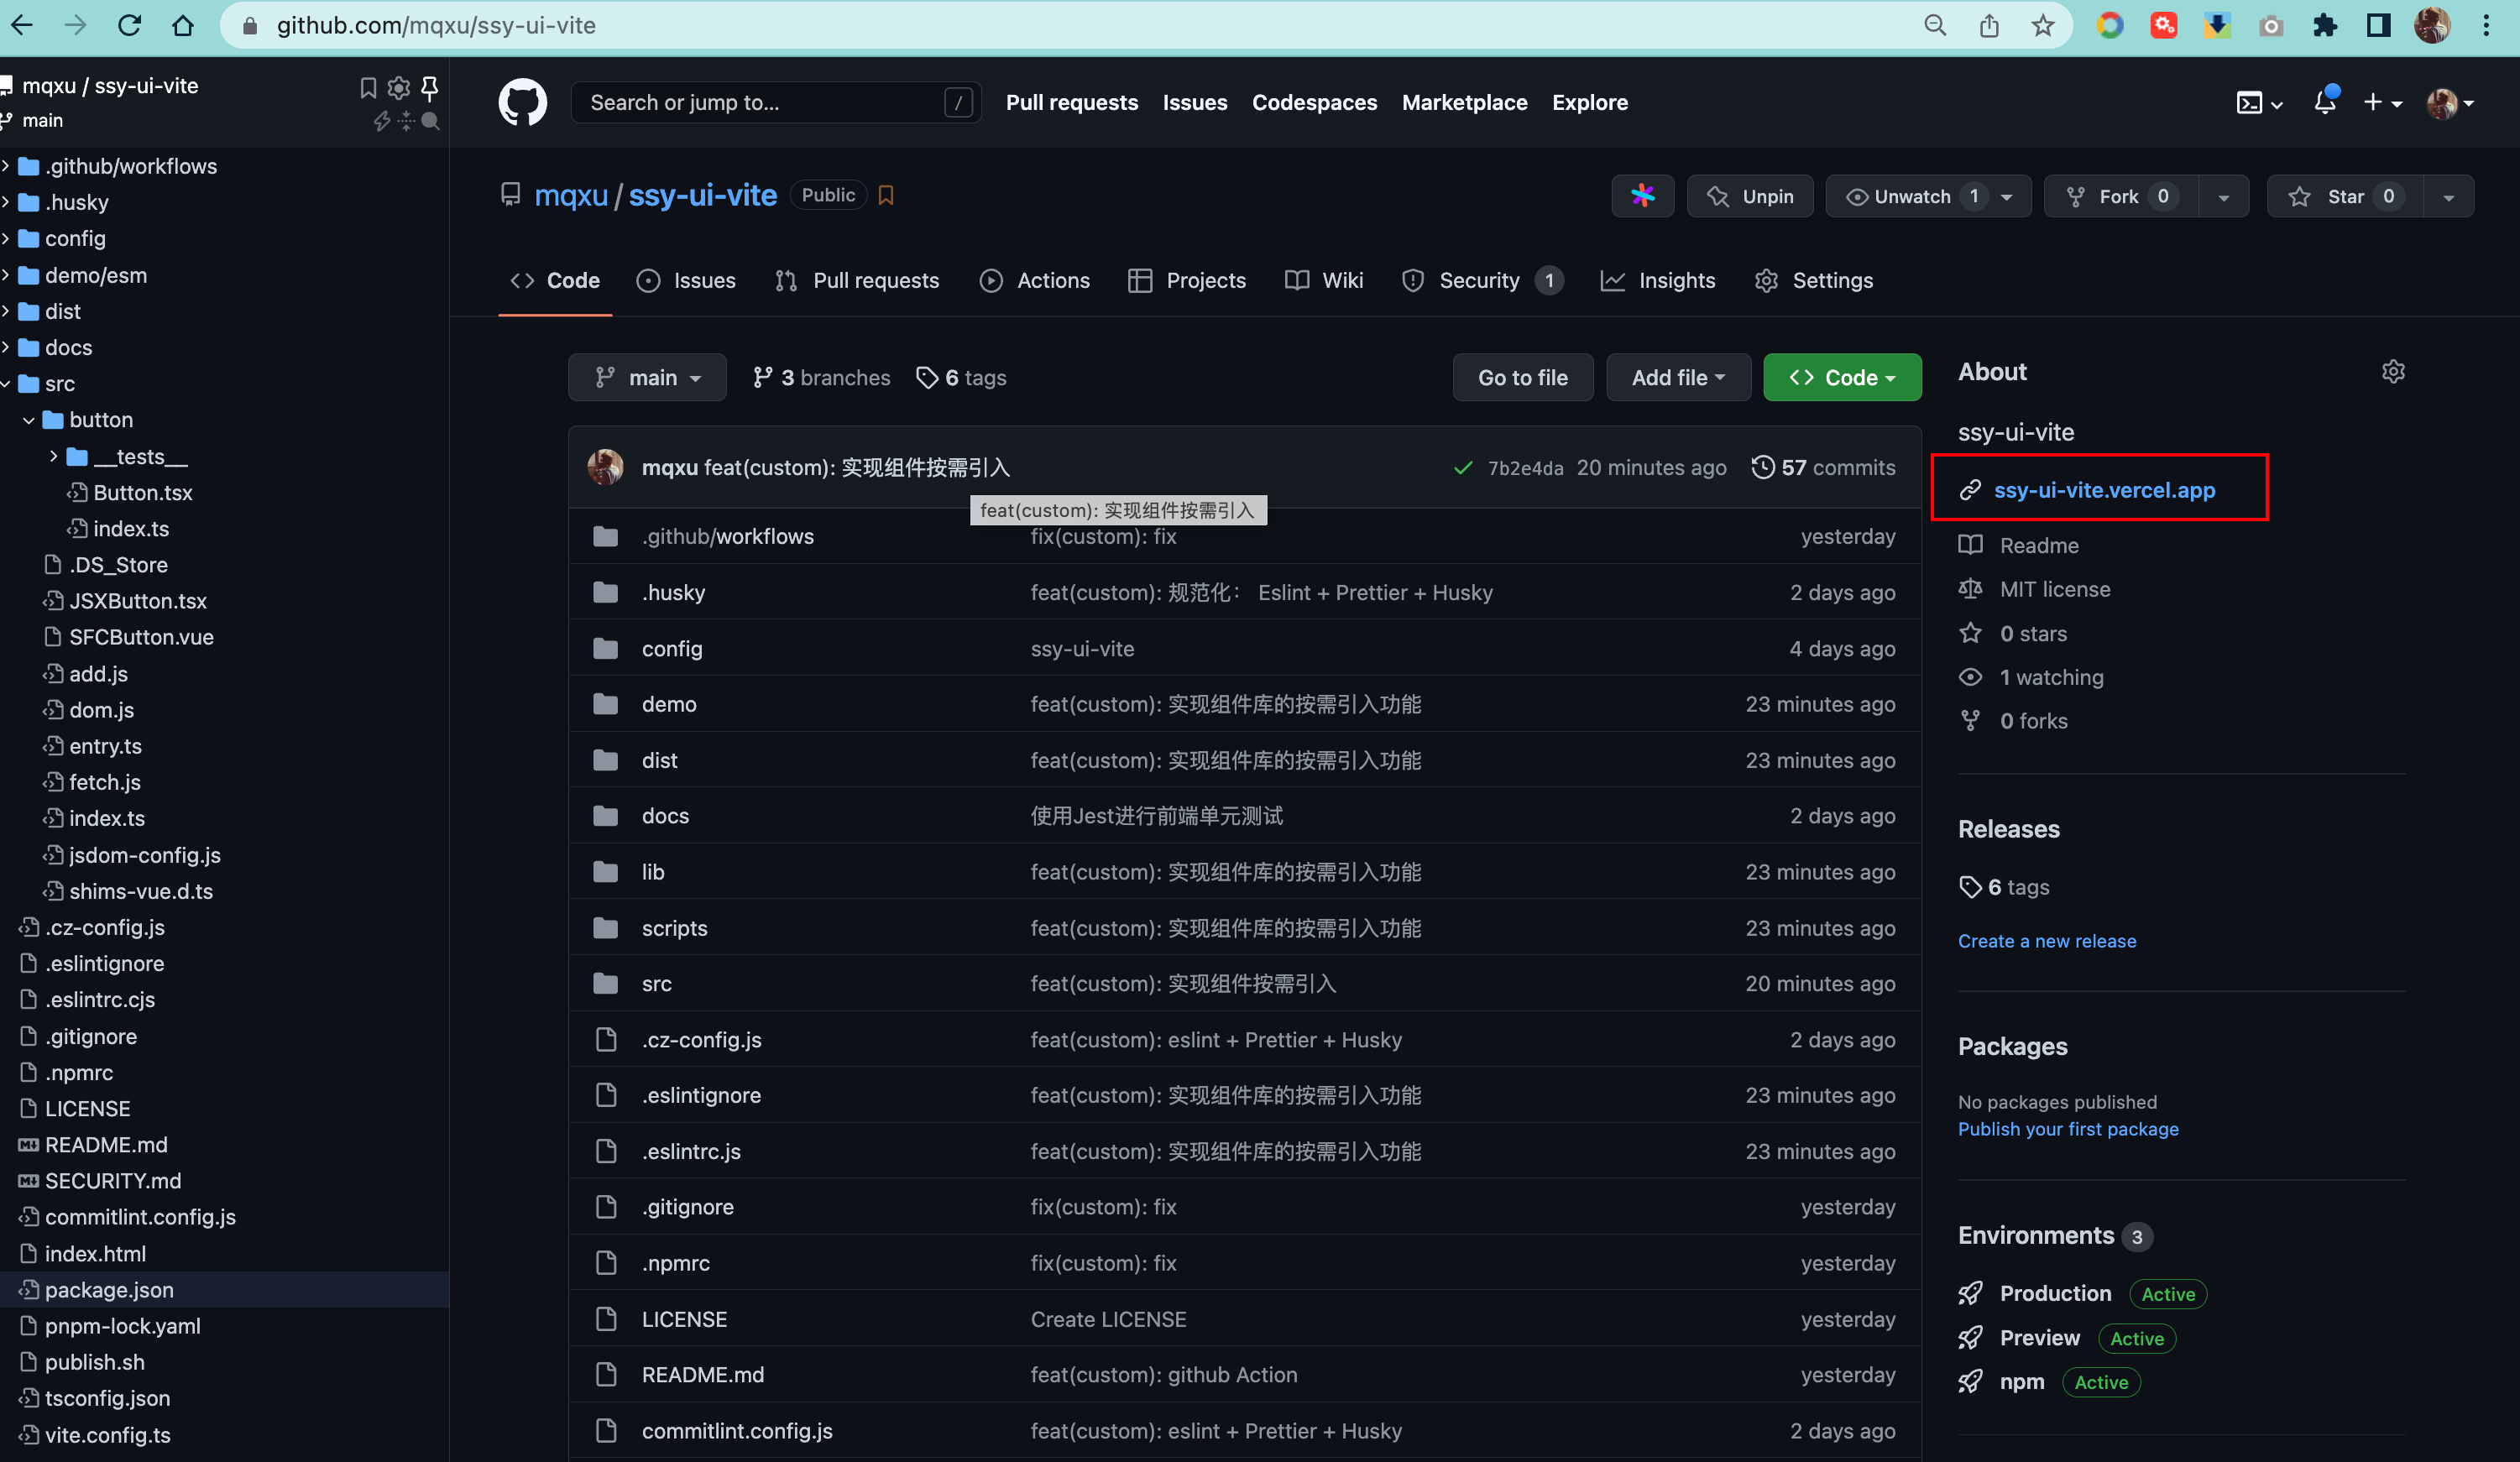 github.com/mqxu/ssy-ui-vite
mqxu / ssy-ui-vite
main
.github/workflows
.husky
config
demo/esm
dist
docs
src
button
__tests__
Button.tsx
index.ts
.DS_Store
JSXButton.tsx
SFCButton.vue
add.js
dom.js
entry.ts
fetch.js
index.ts
jsdom-config.js
shims-vue.d.ts
.cz-config.js
.eslintignore
.eslintrc.cjs
.gitignore
.npmrc
LICENSE
README.md
SECURITY.md
commitlint.config.js
index.html
package.json
pnpm-lock.yaml
publish.sh
tsconfig.json
vite.config.ts
Search or jump to... / Pull requests Issues Codespaces Marketplace Explore
mqxu / ssy-ui-vite Public Unpin Unwatch 1 Fork 0 Star 0
Code Issues Pull requests Actions Projects Wiki Security 1 Insights Settings
main 3 branches 6 tags Go to file Add file Code
mqxu feat(custom): 实现组件按需引入 7b2e4da 20 minutes ago 57 commits
feat(custom): 实现组件按需引入
.github/workflows fix(custom): fix yesterday
.husky feat(custom): 规范化： Eslint + Prettier + Husky 2 days ago
config ssy-ui-vite 4 days ago
demo feat(custom): 实现组件库的按需引入功能 23 minutes ago
dist feat(custom): 实现组件库的按需引入功能 23 minutes ago
docs 使用Jest进行前端单元测试 2 days ago
lib feat(custom): 实现组件库的按需引入功能 23 minutes ago
scripts feat(custom): 实现组件库的按需引入功能 23 minutes ago
src feat(custom): 实现组件按需引入 20 minutes ago
.cz-config.js feat(custom): eslint + Prettier + Husky 2 days ago
.eslintignore feat(custom): 实现组件库的按需引入功能 23 minutes ago
.eslintrc.js feat(custom): 实现组件库的按需引入功能 23 minutes ago
.gitignore fix(custom): fix yesterday
.npmrc fix(custom): fix yesterday
LICENSE Create LICENSE yesterday
README.md feat(custom): github Action yesterday
commitlint.config.js feat(custom): eslint + Prettier + Husky 2 days ago
About
ssy-ui-vite
ssy-ui-vite.vercel.app
Readme
MIT license
0 stars
1 watching
0 forks
Releases
6 tags
Create a new release
Packages
No packages published
Publish your first package
Environments 3
Production Active
Preview Active
npm Active